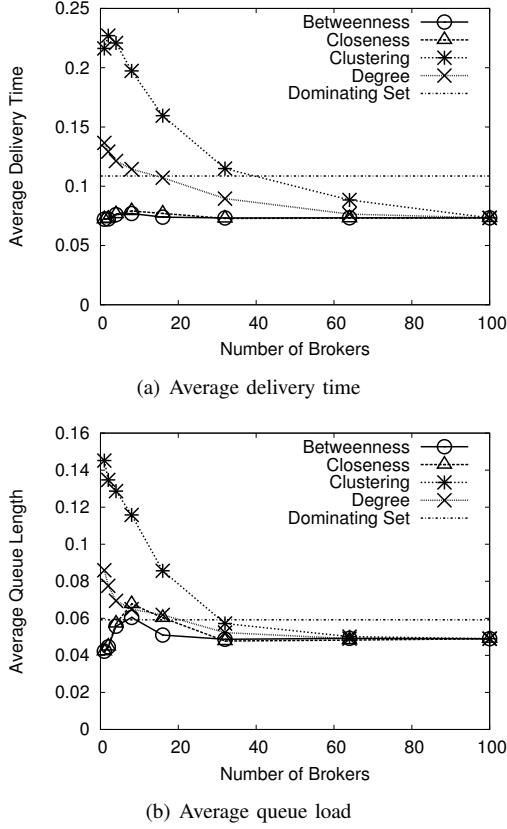 0.25
0.2
0.15
0.1
0.05
0
Average Delivery Time
Betweenness
Closeness
Clustering
Degree
Dominating Set
0 20 40 60 80 100
Number of Brokers
(a) Average delivery time
0.16
0.14
0.12
0.1
0.08
0.06
0.04
0.02
0
Average Queue Length
Betweenness
Closeness
Clustering
Degree
Dominating Set
0 20 40 60 80 100
Number of Brokers
(b) Average queue load